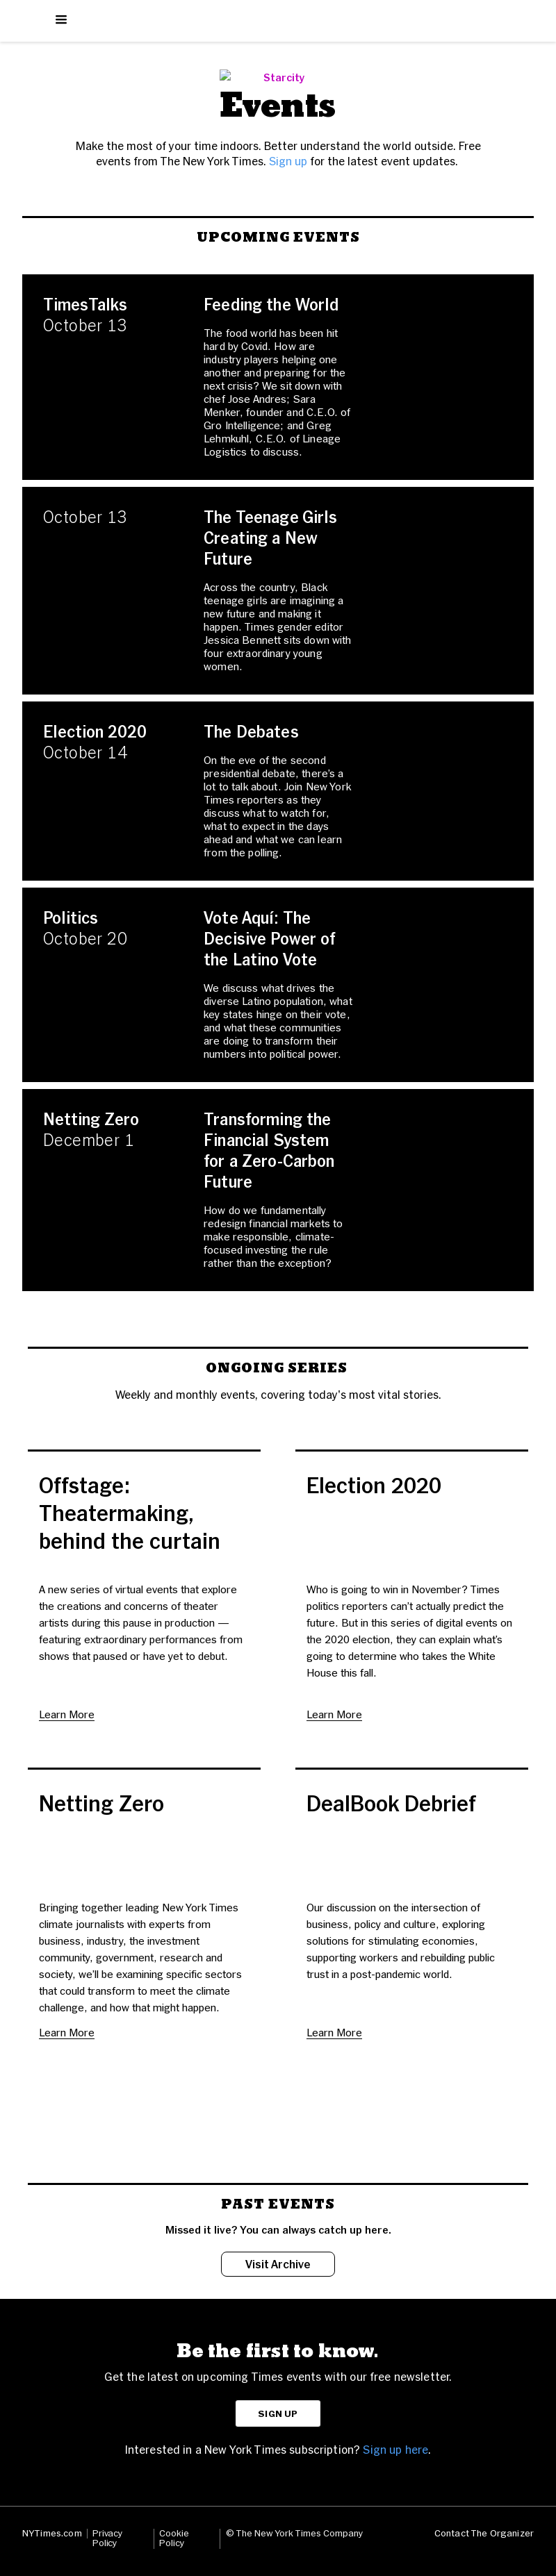 Starcity
Events
Make the most of your time indoors. Better understand the world outside. Free
events from The New York Times. Sign up for the latest event updates.
UPCOMING EVENTS
TimesTalks
October 13
Feeding the World
The food world has been hit
hard by Covid. How are
industry players helping one
another and preparing for the
next crisis? We sit down with
chef Jose Andres; Sara
Menker, founder and C.E.O. of
Gro Intelligence; and Greg
Lehmkuhl, C.E.O. of Lineage
Logistics to discuss.
October 13
The Teenage Girls
Creating a New
Future
Across the country, Black
teenage girls are imagining a
new future and making it
happen. Times gender editor
Jessica Bennett sits down with
four extraordinary young
women.
Election 2020
October 14
The Debates
On the eve of the second
presidential debate, there's a
lot to talk about. Join New York
Times reporters as they
discuss what to watch for,
what to expect in the days
ahead and what we can learn
from the polling.
Politics
October 20
Vote Aquí: The
Decisive Power of
the Latino Vote
We discuss what drives the
diverse Latino population, what
key states hinge on their vote,
and what these communities
are doing to transform their
numbers into political power.
Netting Zero
December 1
Transforming the
Financial System
for a Zero-Carbon
Future
How do we fundamentally
redesign financial markets to
make responsible, climate-
focused investing the rule
rather than the exception?
ONGOING SERIES
Weekly and monthly events, covering today's most vital stories.
Offstage:
Theatermaking,
behind the curtain
A new series of virtual events that explore
the creations and concerns of theater
artists during this pause in production —
featuring extraordinary performances from
shows that paused or have yet to debut.
Learn More
Election 2020
Who is going to win in November? Times
politics reporters can't actually predict the
future. But in this series of digital events on
the 2020 election, they can explain what's
going to determine who takes the White
House this fall.
Learn More
Netting Zero
Bringing together leading New York Times
climate journalists with experts from
business, industry, the investment
community, government, research and
society, we'll be examining specific sectors
that could transform to meet the climate
challenge, and how that might happen.
Learn More
DealBook Debrief
Our discussion on the intersection of
business, policy and culture, exploring
solutions for stimulating economies,
supporting workers and rebuilding public
trust in a post-pandemic world.
Learn More
PAST EVENTS
Missed it live? You can always catch up here.
Visit Archive
Be the first to know.
Get the latest on upcoming Times events with our free newsletter.
SIGN UP
Interested in a New York Times subscription? Sign up here.
NYTimes.com
Privacy
Policy
Cookie
Policy
© The New York Times Company
Contact The Organizer